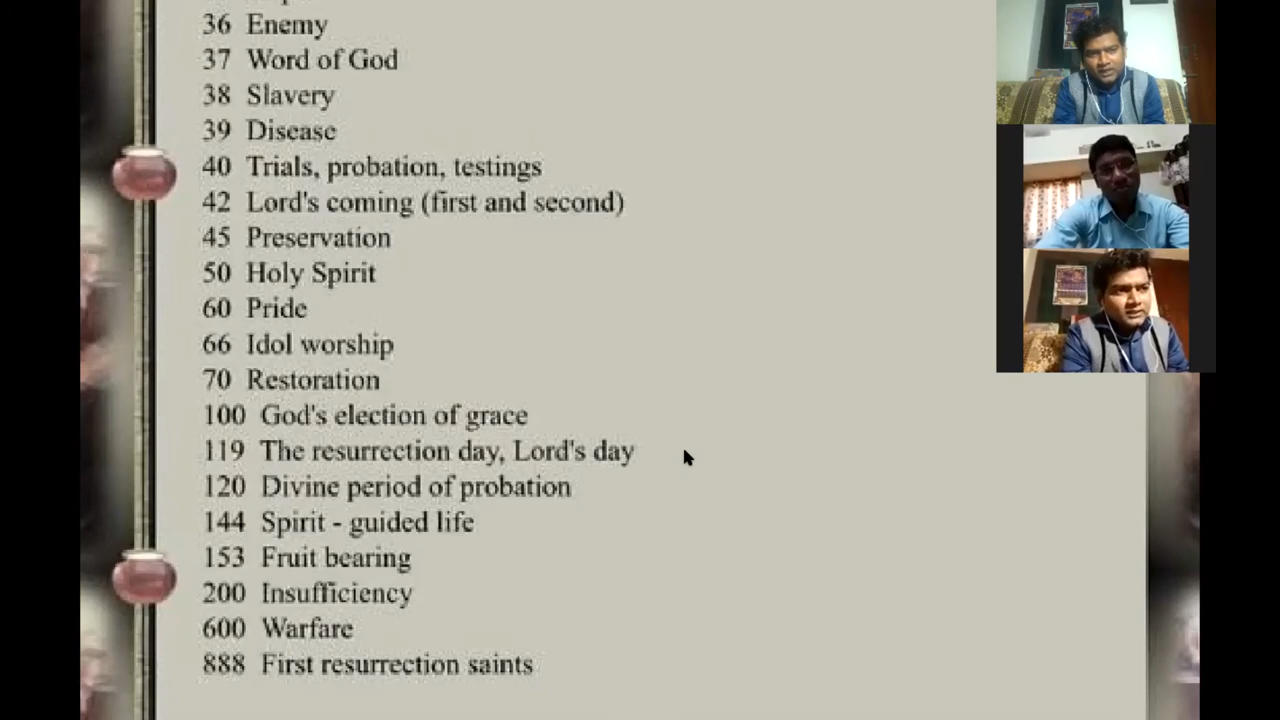 36 Enemy
37 Word of God
38 Slavery
39 Disease
40 Trials, probation, testings
42 Lord's coming (first and second)
45 Preservation
50 Holy Spirit
60 Pride
66 Idol worship
70 Restoration
100 God's election of grace
119 The resurrection day, Lord's day
120 Divine period of probation
144 Spirit - guided life
153 Fruit bearing
200 Insufficiency
600 Warfare
888 First resurrection saints